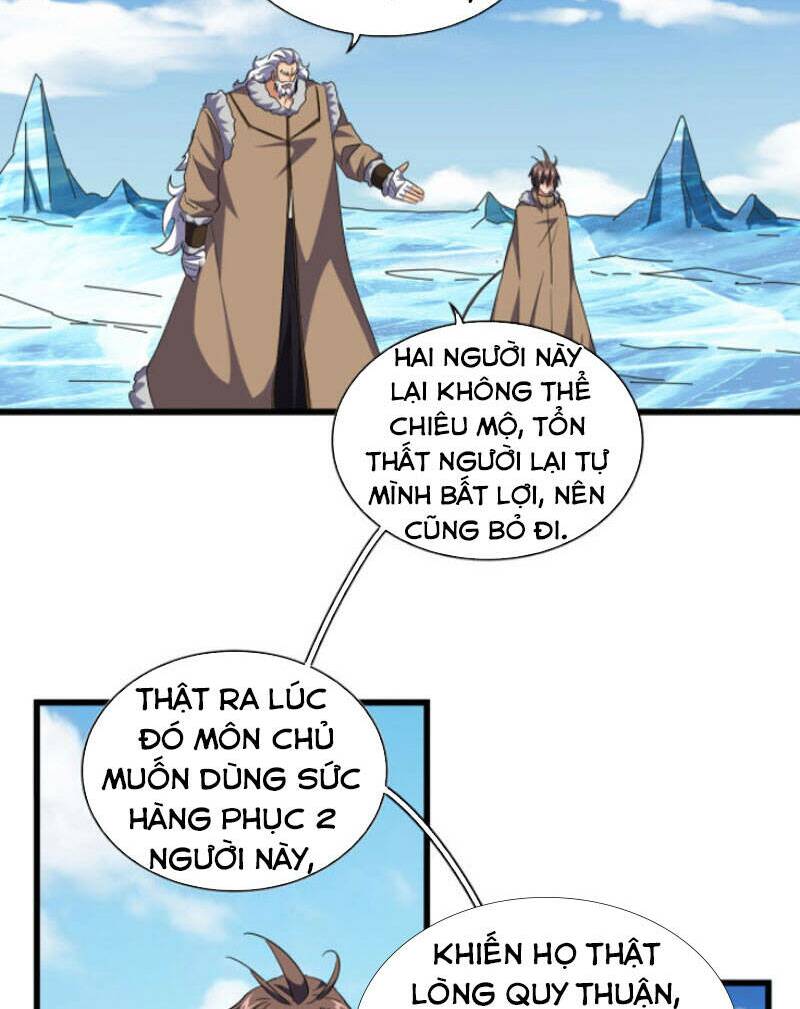 HAI NGƯỜI NÀY
LẠI KHÔNG THỂ
CHIÊU MỘ, TỔN
THẤT NGƯỜI LẠI TỰ
MÌNH BẤT LỢI, NÊN
CŨNG BỎ ĐI.
THẬT RA LÚC
ĐÓ MÔN CHỦ
MUỐN DÙNG SỨC
HÀNG PHỤC 2
NGƯỜI NÀY,
KHIẾN HỌ THẬT
LÒNG QUY THUẬN,